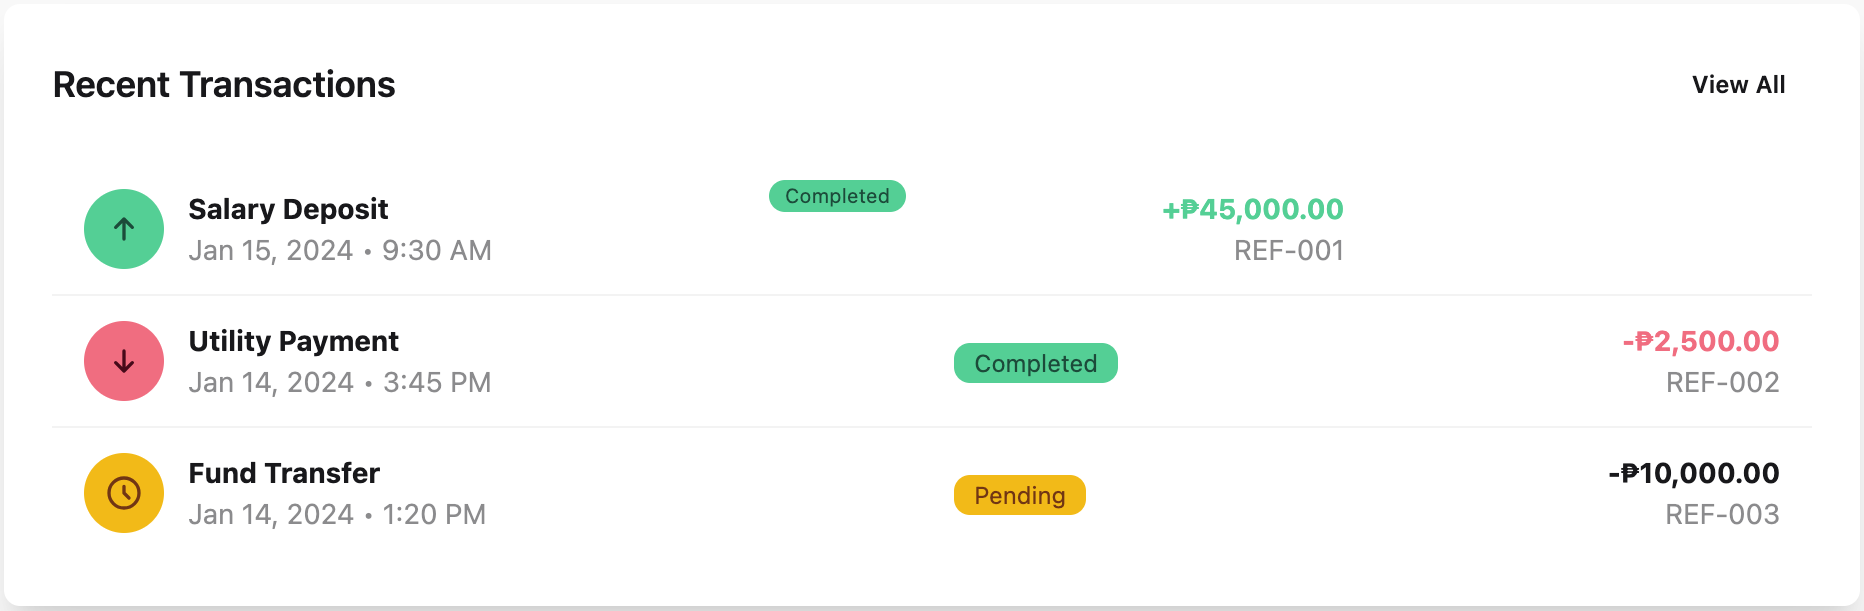 Recent Transactions
View All
Salary Deposit
Completed
+₱45,000.00
Jan 15, 2024 • 9:30 AM
REF-001
Utility Payment
Completed
-₱2,500.00
Jan 14, 2024 • 3:45 PM
REF-002
Fund Transfer
Pending
-₱10,000.00
Jan 14, 2024 • 1:20 PM
REF-003